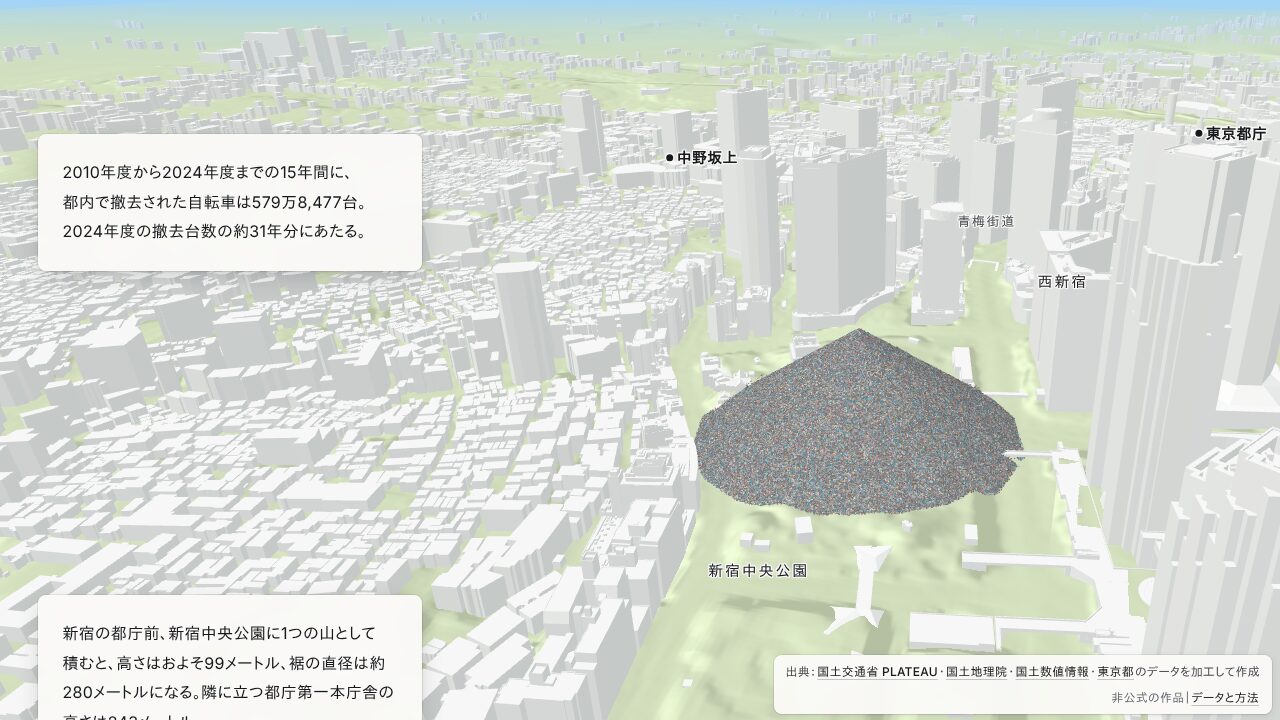 2010年度から2024年度までの15年間に、
都内で撤去された自転車は579万8,477台。
2024年度の撤去台数の約31年分にあたる。
中野坂上
東京都庁
青梅街道
西新宿
新宿中央公園
新宿の都庁前、新宿中央公園に1つの山として
積むと、高さはおよそ99メートル、裾の直径は約
280メートルになる。隣に立つ都庁第一本庁舎の
高さは243メートル
出典：国土交通省 PLATEAU・国土地理院・国土数値情報・東京都のデータを加工して作成
非公式の作品 | データと方法